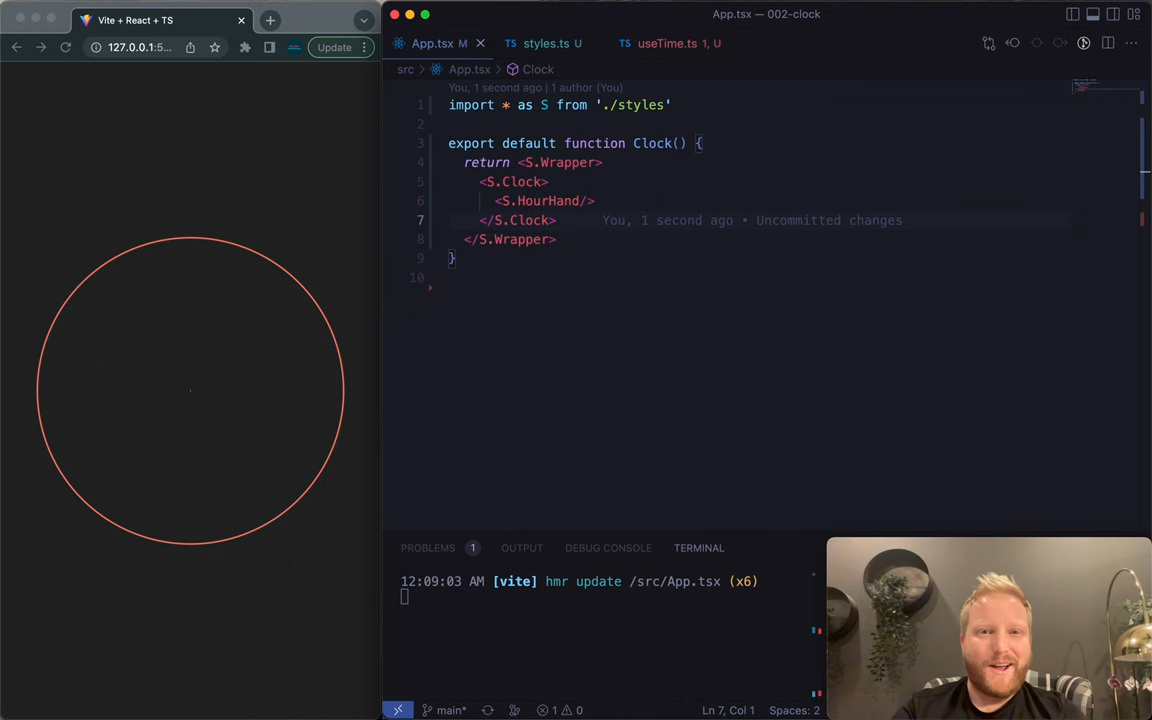 Vite + React + TS
127.0.0.1:5...
Update
App.tsx — 002-clock
App.tsx M
TS styles.ts U
TS useTime.ts 1, U
src > App.tsx > Clock
You, 1 second ago | 1 author (You)
1 import * as S from './styles'
2
3 export default function Clock() {
4 return <S.Wrapper>
5 <S.Clock>
6 <S.HourHand/>
7 </S.Clock> You, 1 second ago • Uncommitted changes
8 </S.Wrapper>
9 }
10
PROBLEMS 1 OUTPUT DEBUG CONSOLE TERMINAL
12:09:03 AM [vite] hmr update /src/App.tsx (x6)
main* 1 0 Ln 7, Col 1 Spaces: 2